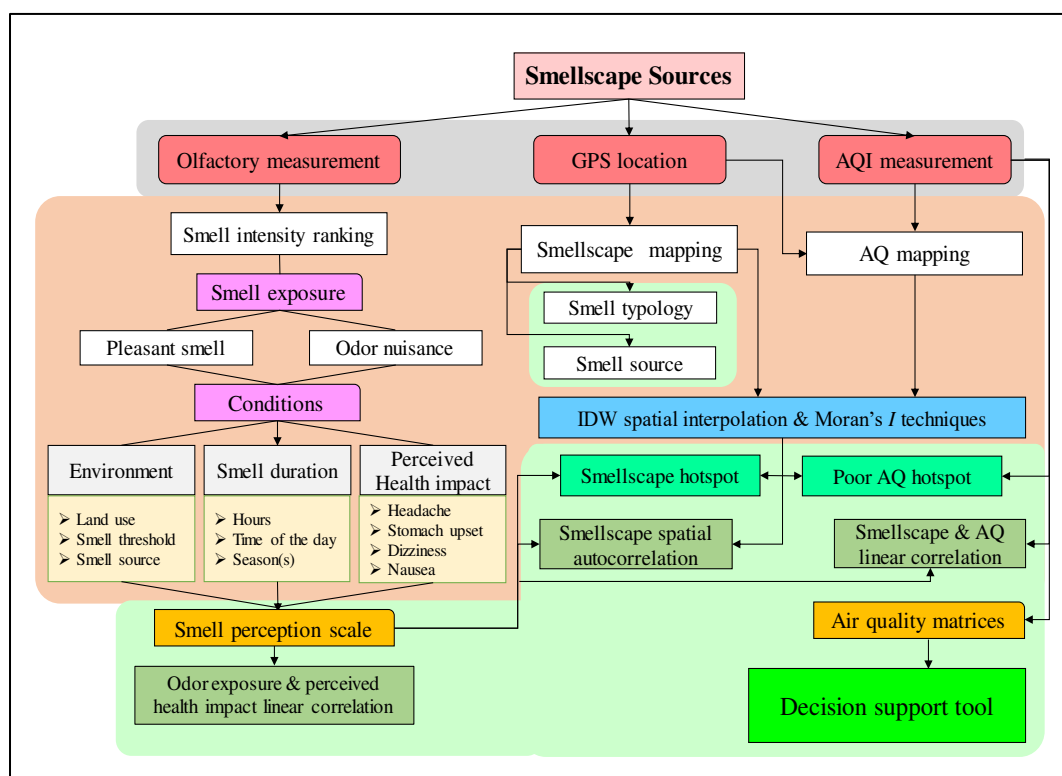 Smellscape Sources
Olfactory measurement
GPS location
AQI measurement
Smell intensity ranking
Smellscape mapping
AQ mapping
Smell exposure
Smell typology
Pleasant smell
Odor nuisance
Smell source
Conditions
IDW spatial interpolation & Moran's I techniques
Environment
Smell duration
Perceived
Health impact
Smellscape hotspot
Poor AQ hotspot
➢ Land use
➢ Smell threshold
➢ Smell source
➢ Hours
➢ Time of the day
➢ Season(s)
➢ Headache
➢ Stomach upset
➢ Dizziness
➢ Nausea
Smellscape spatial
autocorrelation
Smellscape & AQ
linear correlation
Smell perception scale
Air quality matrices
Odor exposure & perceived
health impact linear correlation
Decision support tool